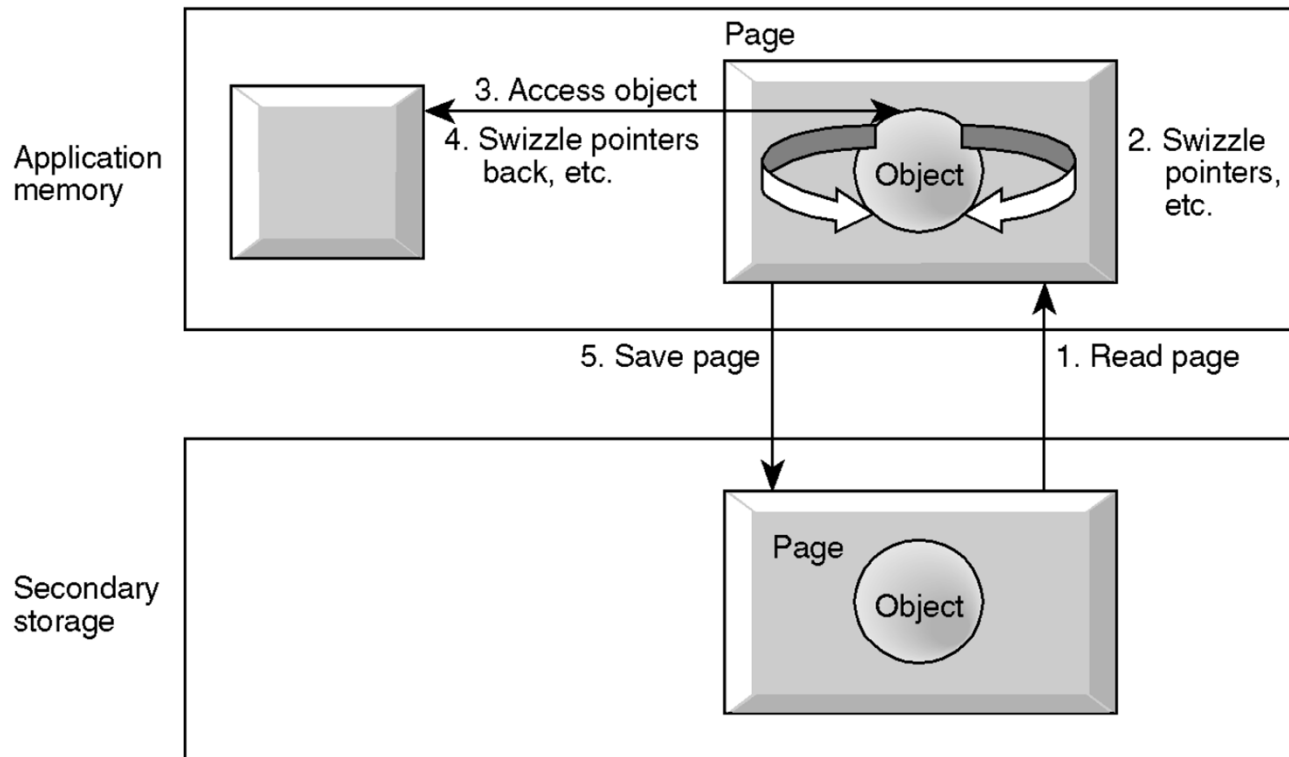 Page
3. Access object
4. Swizzle pointers
back, etc.
Object
2. Swizzle
pointers,
etc.
Application
memory
5. Save page
1. Read page
Page
Object
Secondary
storage